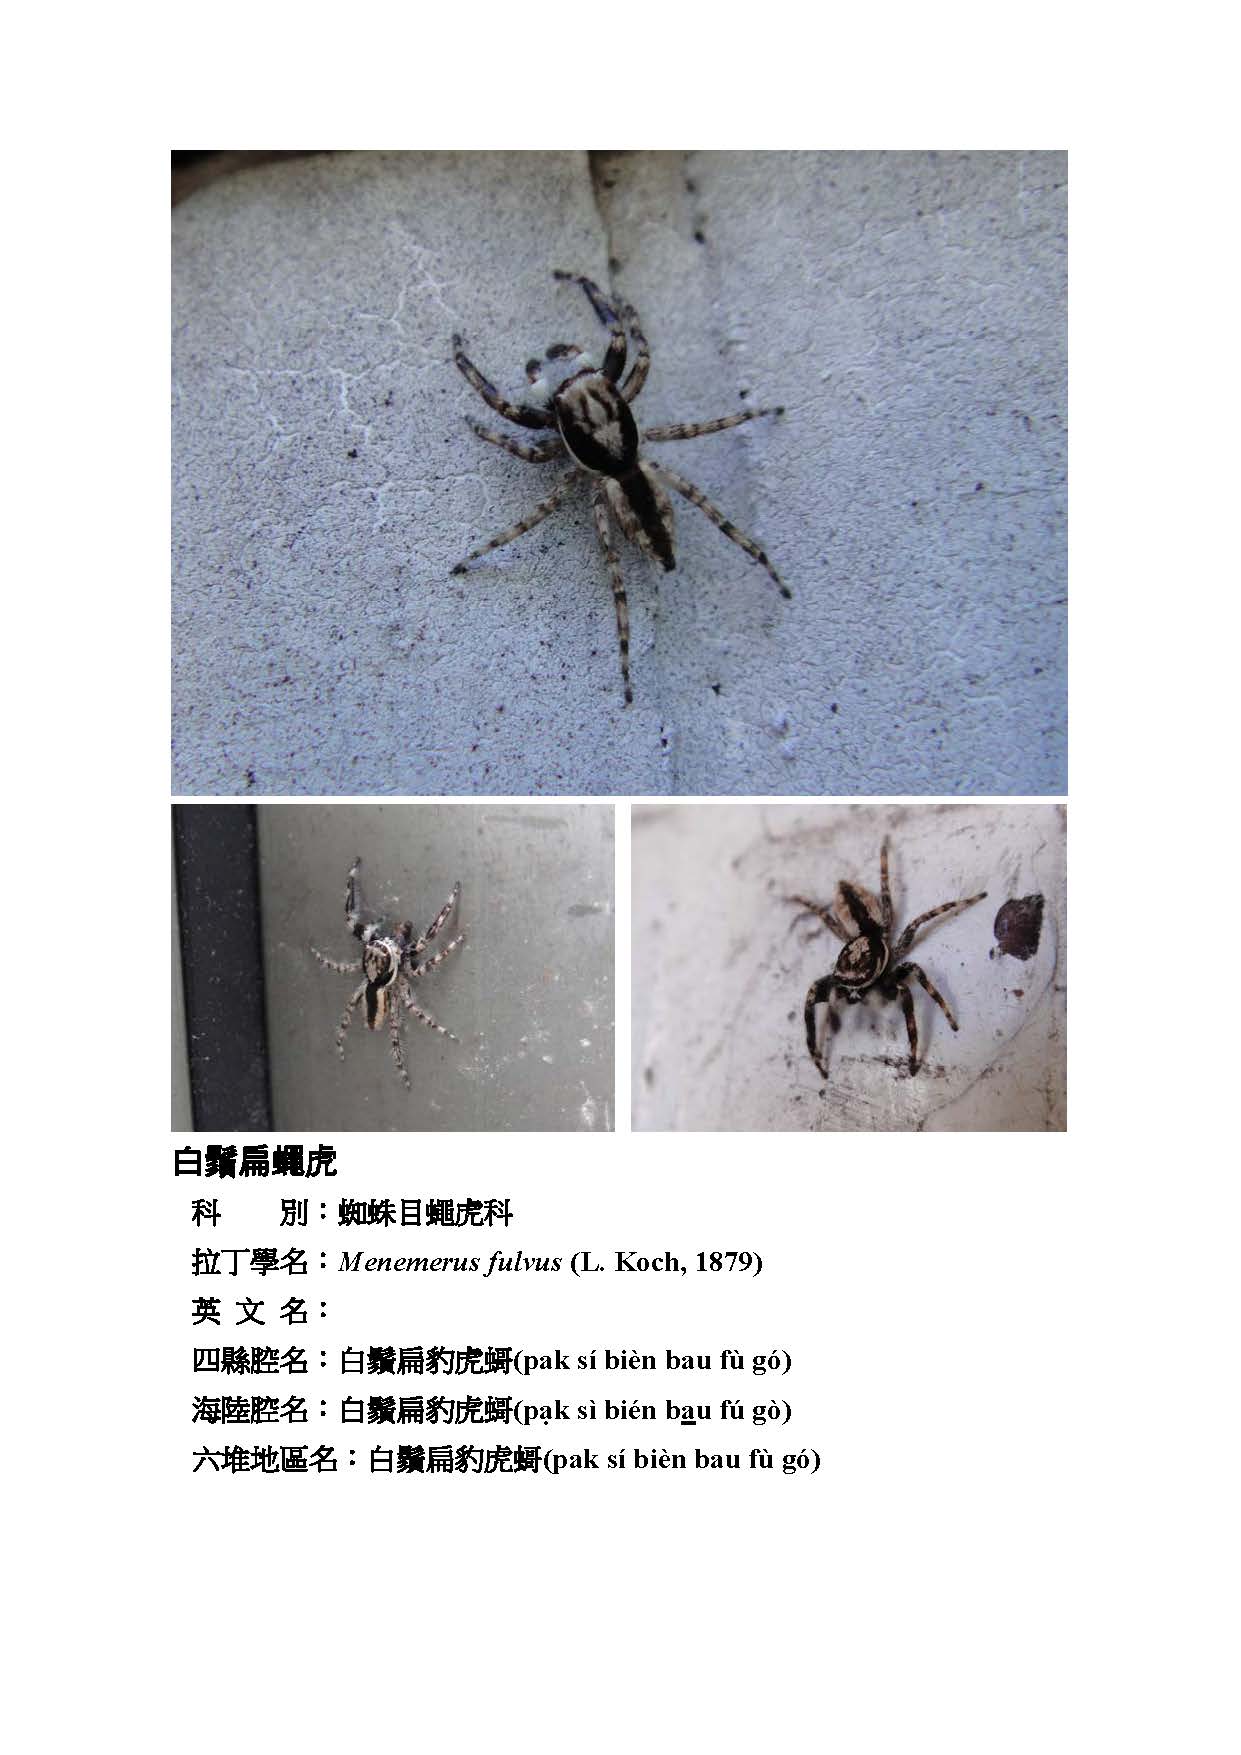 白鬚扁蠅虎
科　　別：蜘蛛目蠅虎科
拉丁學名：Menemerus fulvus (L. Koch, 1879)
英 文 名：
四縣腔名：白鬚扁豹虎蟻(pak sí bièn bau fù gó)
海陸腔名：白鬚扁豹虎蟻(pa̩k sì bién ba̲u fú gò)
六堆地區名：白鬚扁豹虎蟻(pak sí bièn bau fù gó)